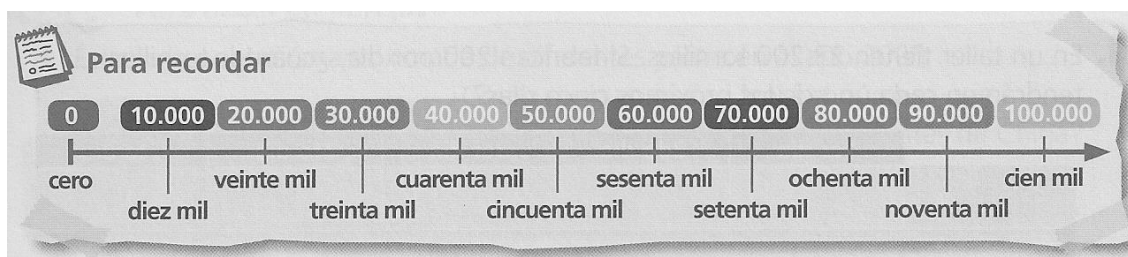 Para recordar
0 10.000 20.000 30.000 40.000 50.000 60.000 70.000 80.000 90.000 100.000
cero veinte mil cuarenta mil sesenta mil ochenta mil cien mil
diez mil treinta mil cincuenta mil setenta mil noventa mil